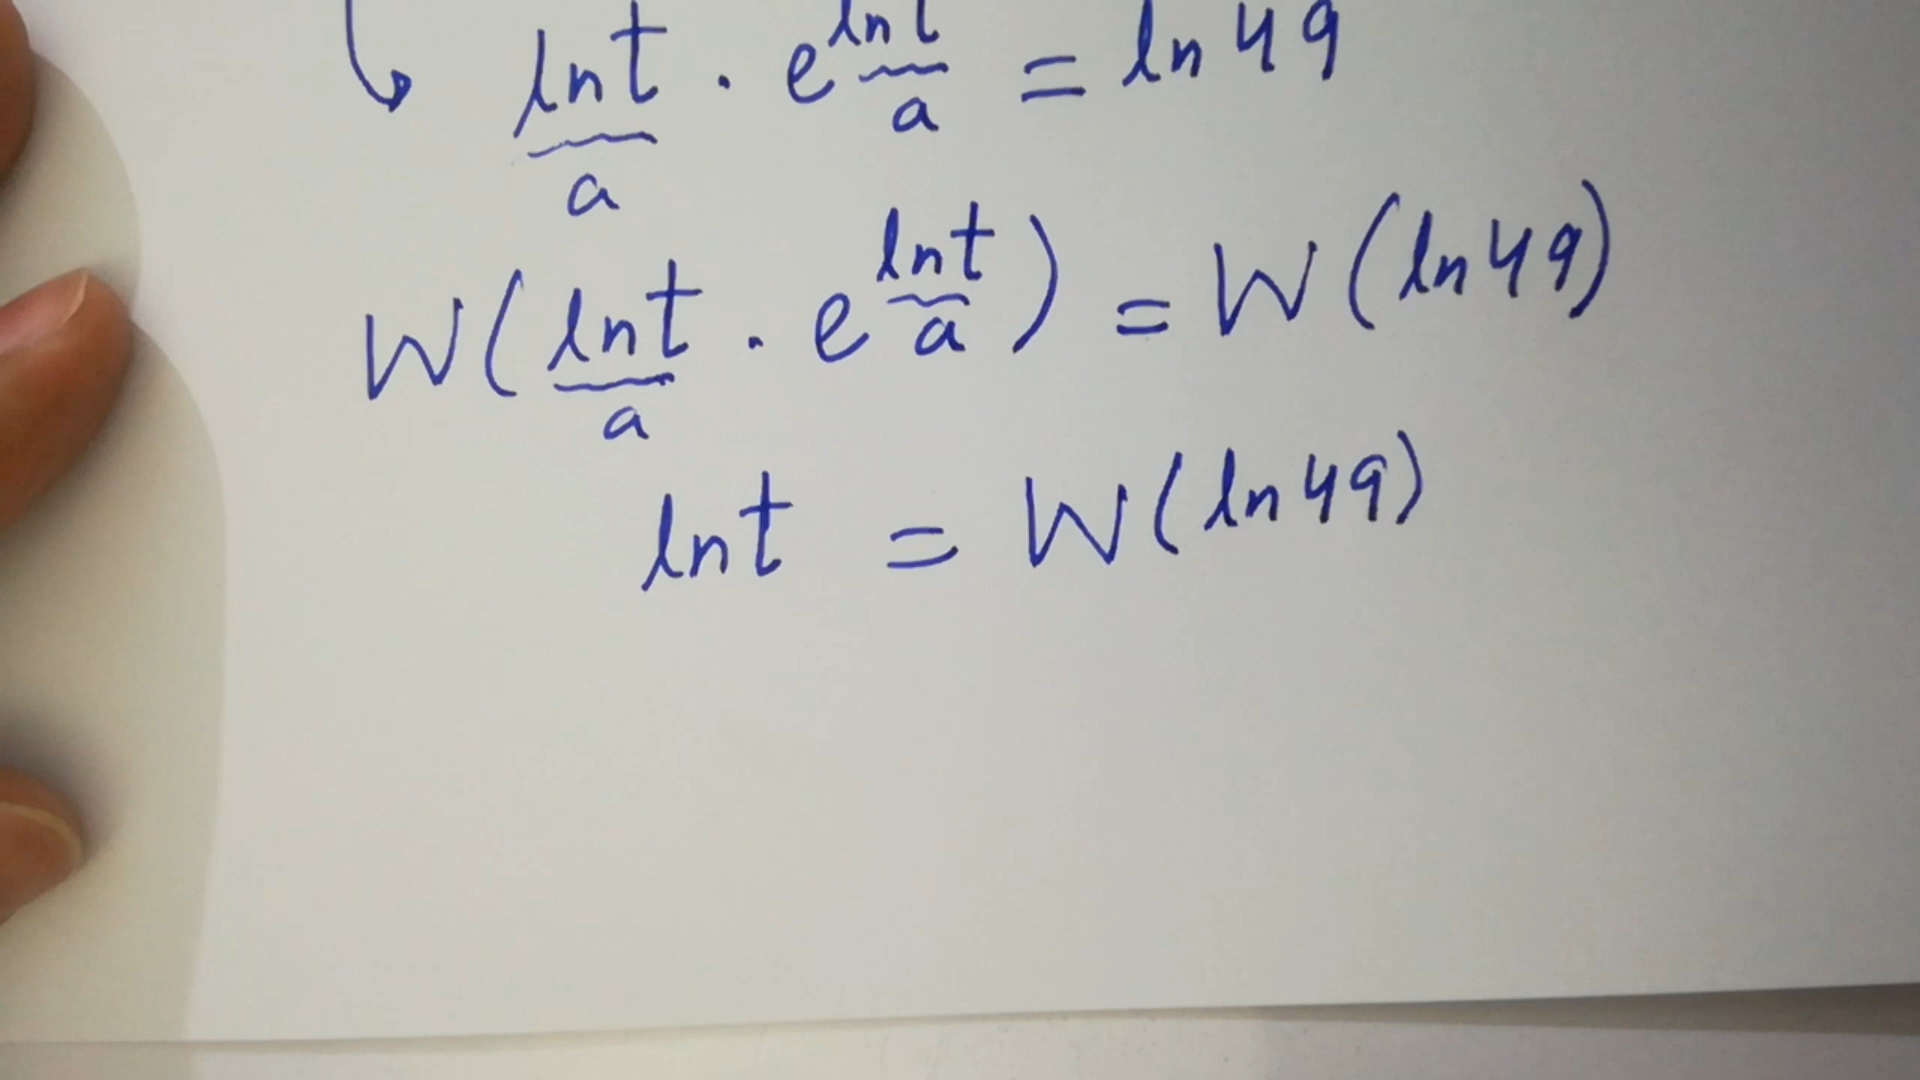 ln t · e^ln t = ln 49
a a
W(ln t · e^ln t) = W(ln 49)
a a
ln t = W(ln 49)